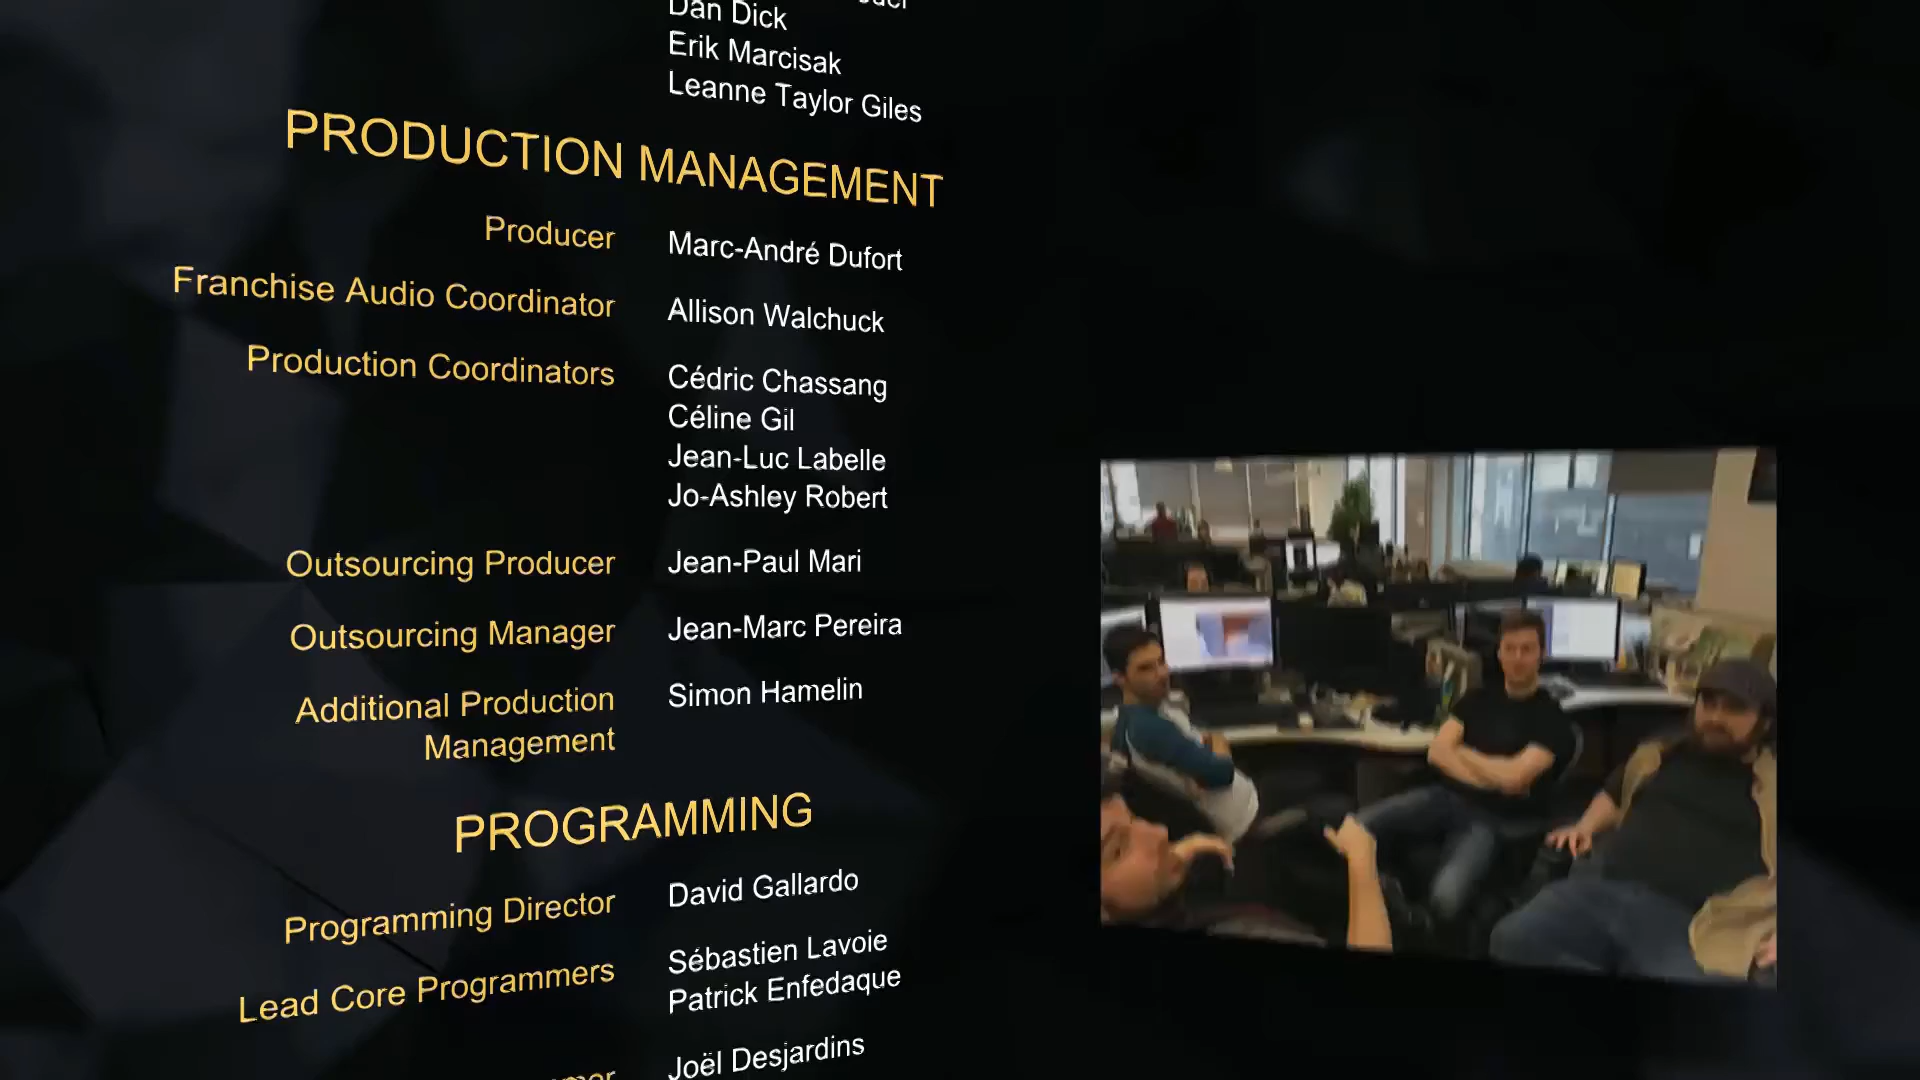 Dan Dick
Erik Marcisak
Leanne Taylor Giles
PRODUCTION MANAGEMENT
Producer Marc-André Dufort
Franchise Audio Coordinator Allison Walchuck
Production Coordinators Cédric Chassang
Céline Gil
Jean-Luc Labelle
Jo-Ashley Robert
Outsourcing Producer Jean-Paul Mari
Outsourcing Manager Jean-Marc Pereira
Additional Production Simon Hamelin
Management
PROGRAMMING
Programming Director David Gallardo
Lead Core Programmers Sébastien Lavoie
Patrick Enfedaque
Joël Desjardins